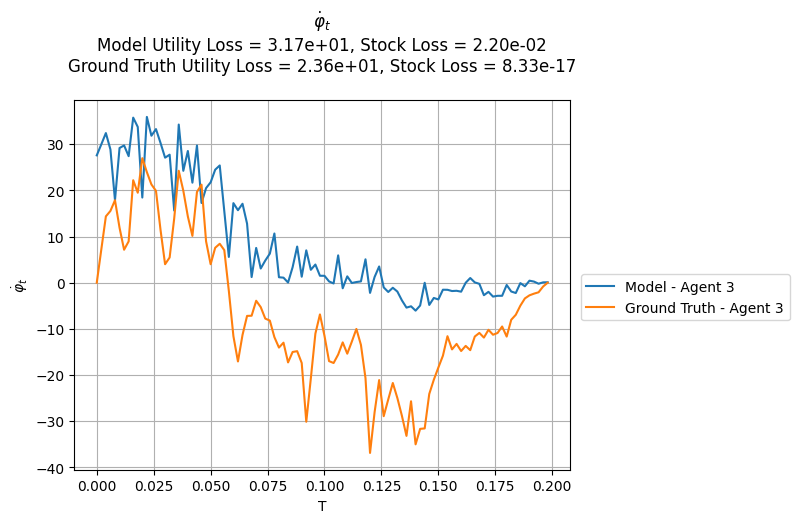 φ̇ₜ
Model Utility Loss = 3.17e+01, Stock Loss = 2.20e-02
Ground Truth Utility Loss = 2.36e+01, Stock Loss = 8.33e-17
30
20
10
0
−10
−20
−30
−40
φ̇ₜ
0.000 0.025 0.050 0.075 0.100 0.125 0.150 0.175 0.200
T
Model - Agent 3
Ground Truth - Agent 3